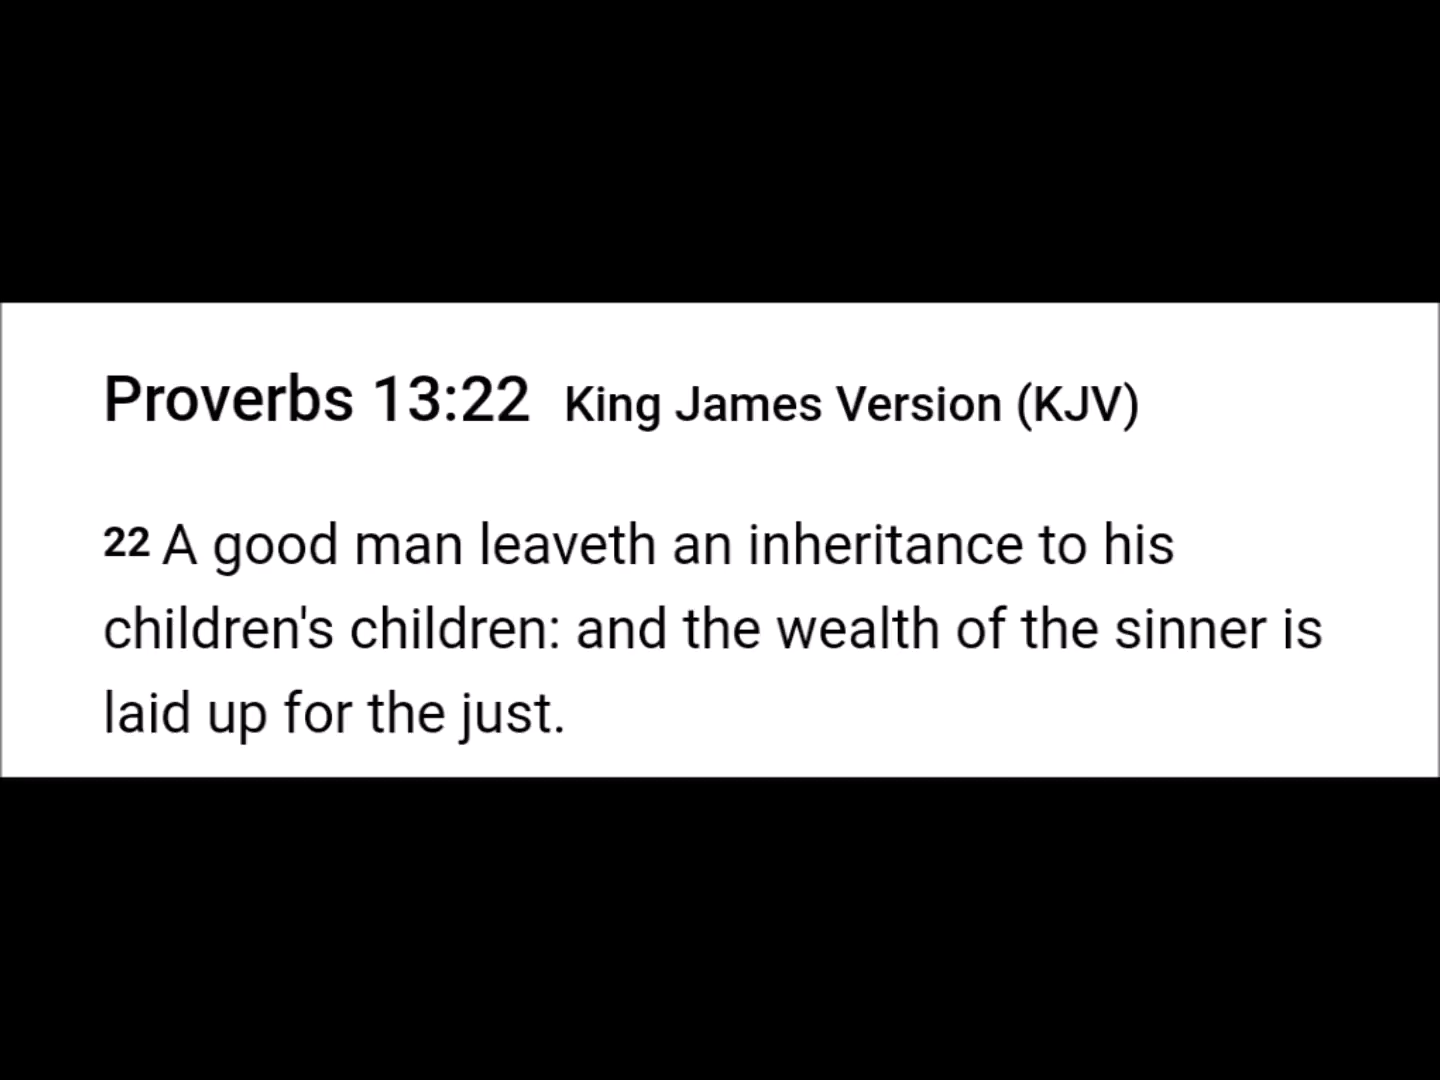 Proverbs 13:22 King James Version (KJV)
22 A good man leaveth an inheritance to his
children's children: and the wealth of the sinner is
laid up for the just.